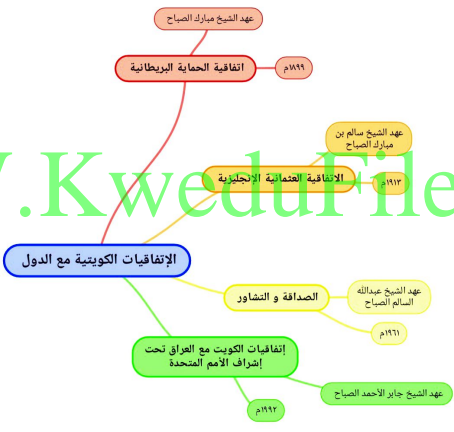 عهد الشيخ مبارك الصباح
اتفاقية الحماية البريطانية
١٨٩٩م
عهد الشيخ سالم بن
مبارك الصباح
الاتفاقية العثمانية الإنجليزية
١٩١٣م
الإتفاقيات الكويتية مع الدول
عهد الشيخ عبدالله
السالم الصباح
الصداقة و التشاور
١٩٦١م
إتفاقيات الكويت مع العراق تحت
إشراف الأمم المتحدة
عهد الشيخ جابر الأحمد الصباح
١٩٩٢م
.KweduFile